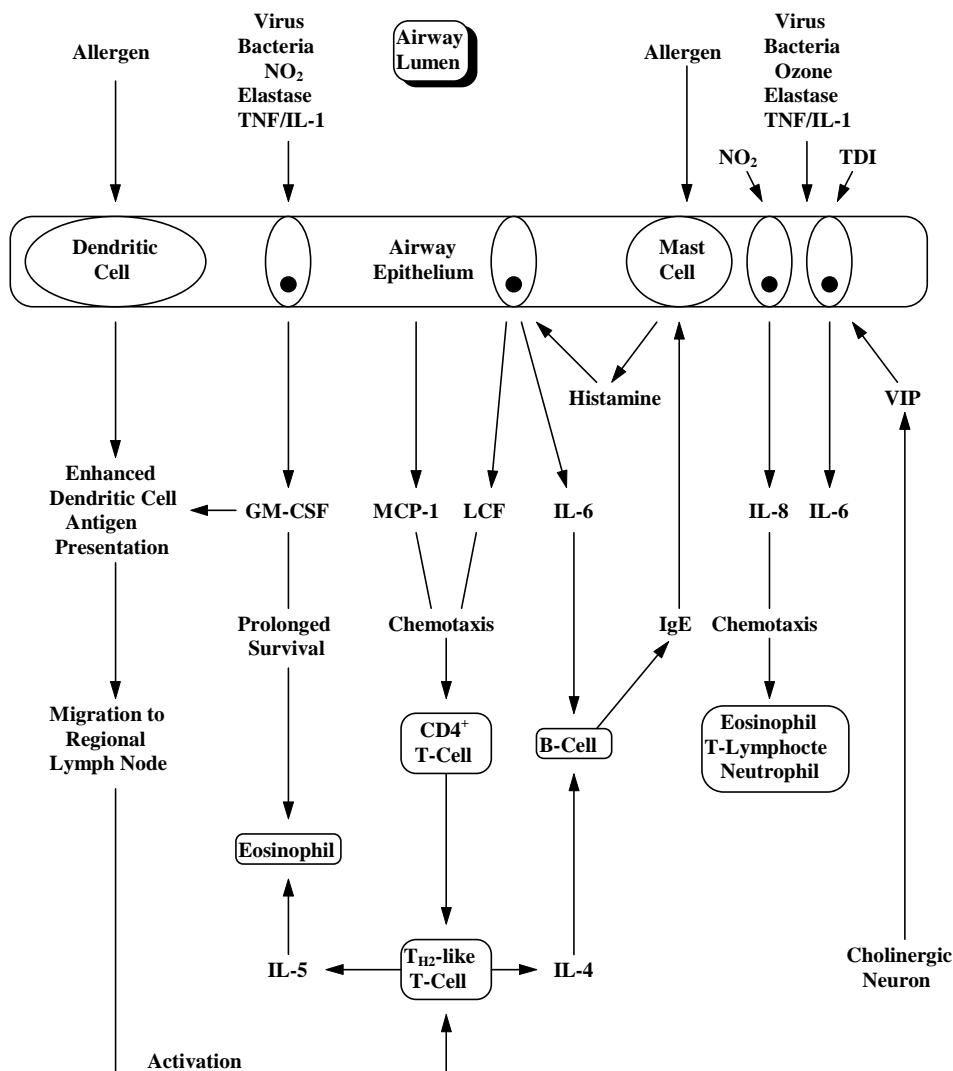 Allergen
Virus
Bacteria
NO₂
Elastase
TNF/IL-1
Airway
Lumen
Allergen
Virus
Bacteria
Ozone
Elastase
TNF/IL-1
NO₂
TDI
Dendritic
Cell
Airway
Epithelium
Mast
Cell
Histamine
VIP
Enhanced
Dendritic Cell
Antigen
Presentation
GM-CSF
MCP-1
LCF
IL-6
IL-8
IL-6
Prolonged
Survival
Chemotaxis
IgE
Chemotaxis
Migration to
Regional
Lymph Node
CD4⁺
T-Cell
B-Cell
Eosinophil
T-Lymphocte
Neutrophil
Eosinophil
IL-5
T_H2-like
T-Cell
IL-4
Cholinergic
Neuron
Activation